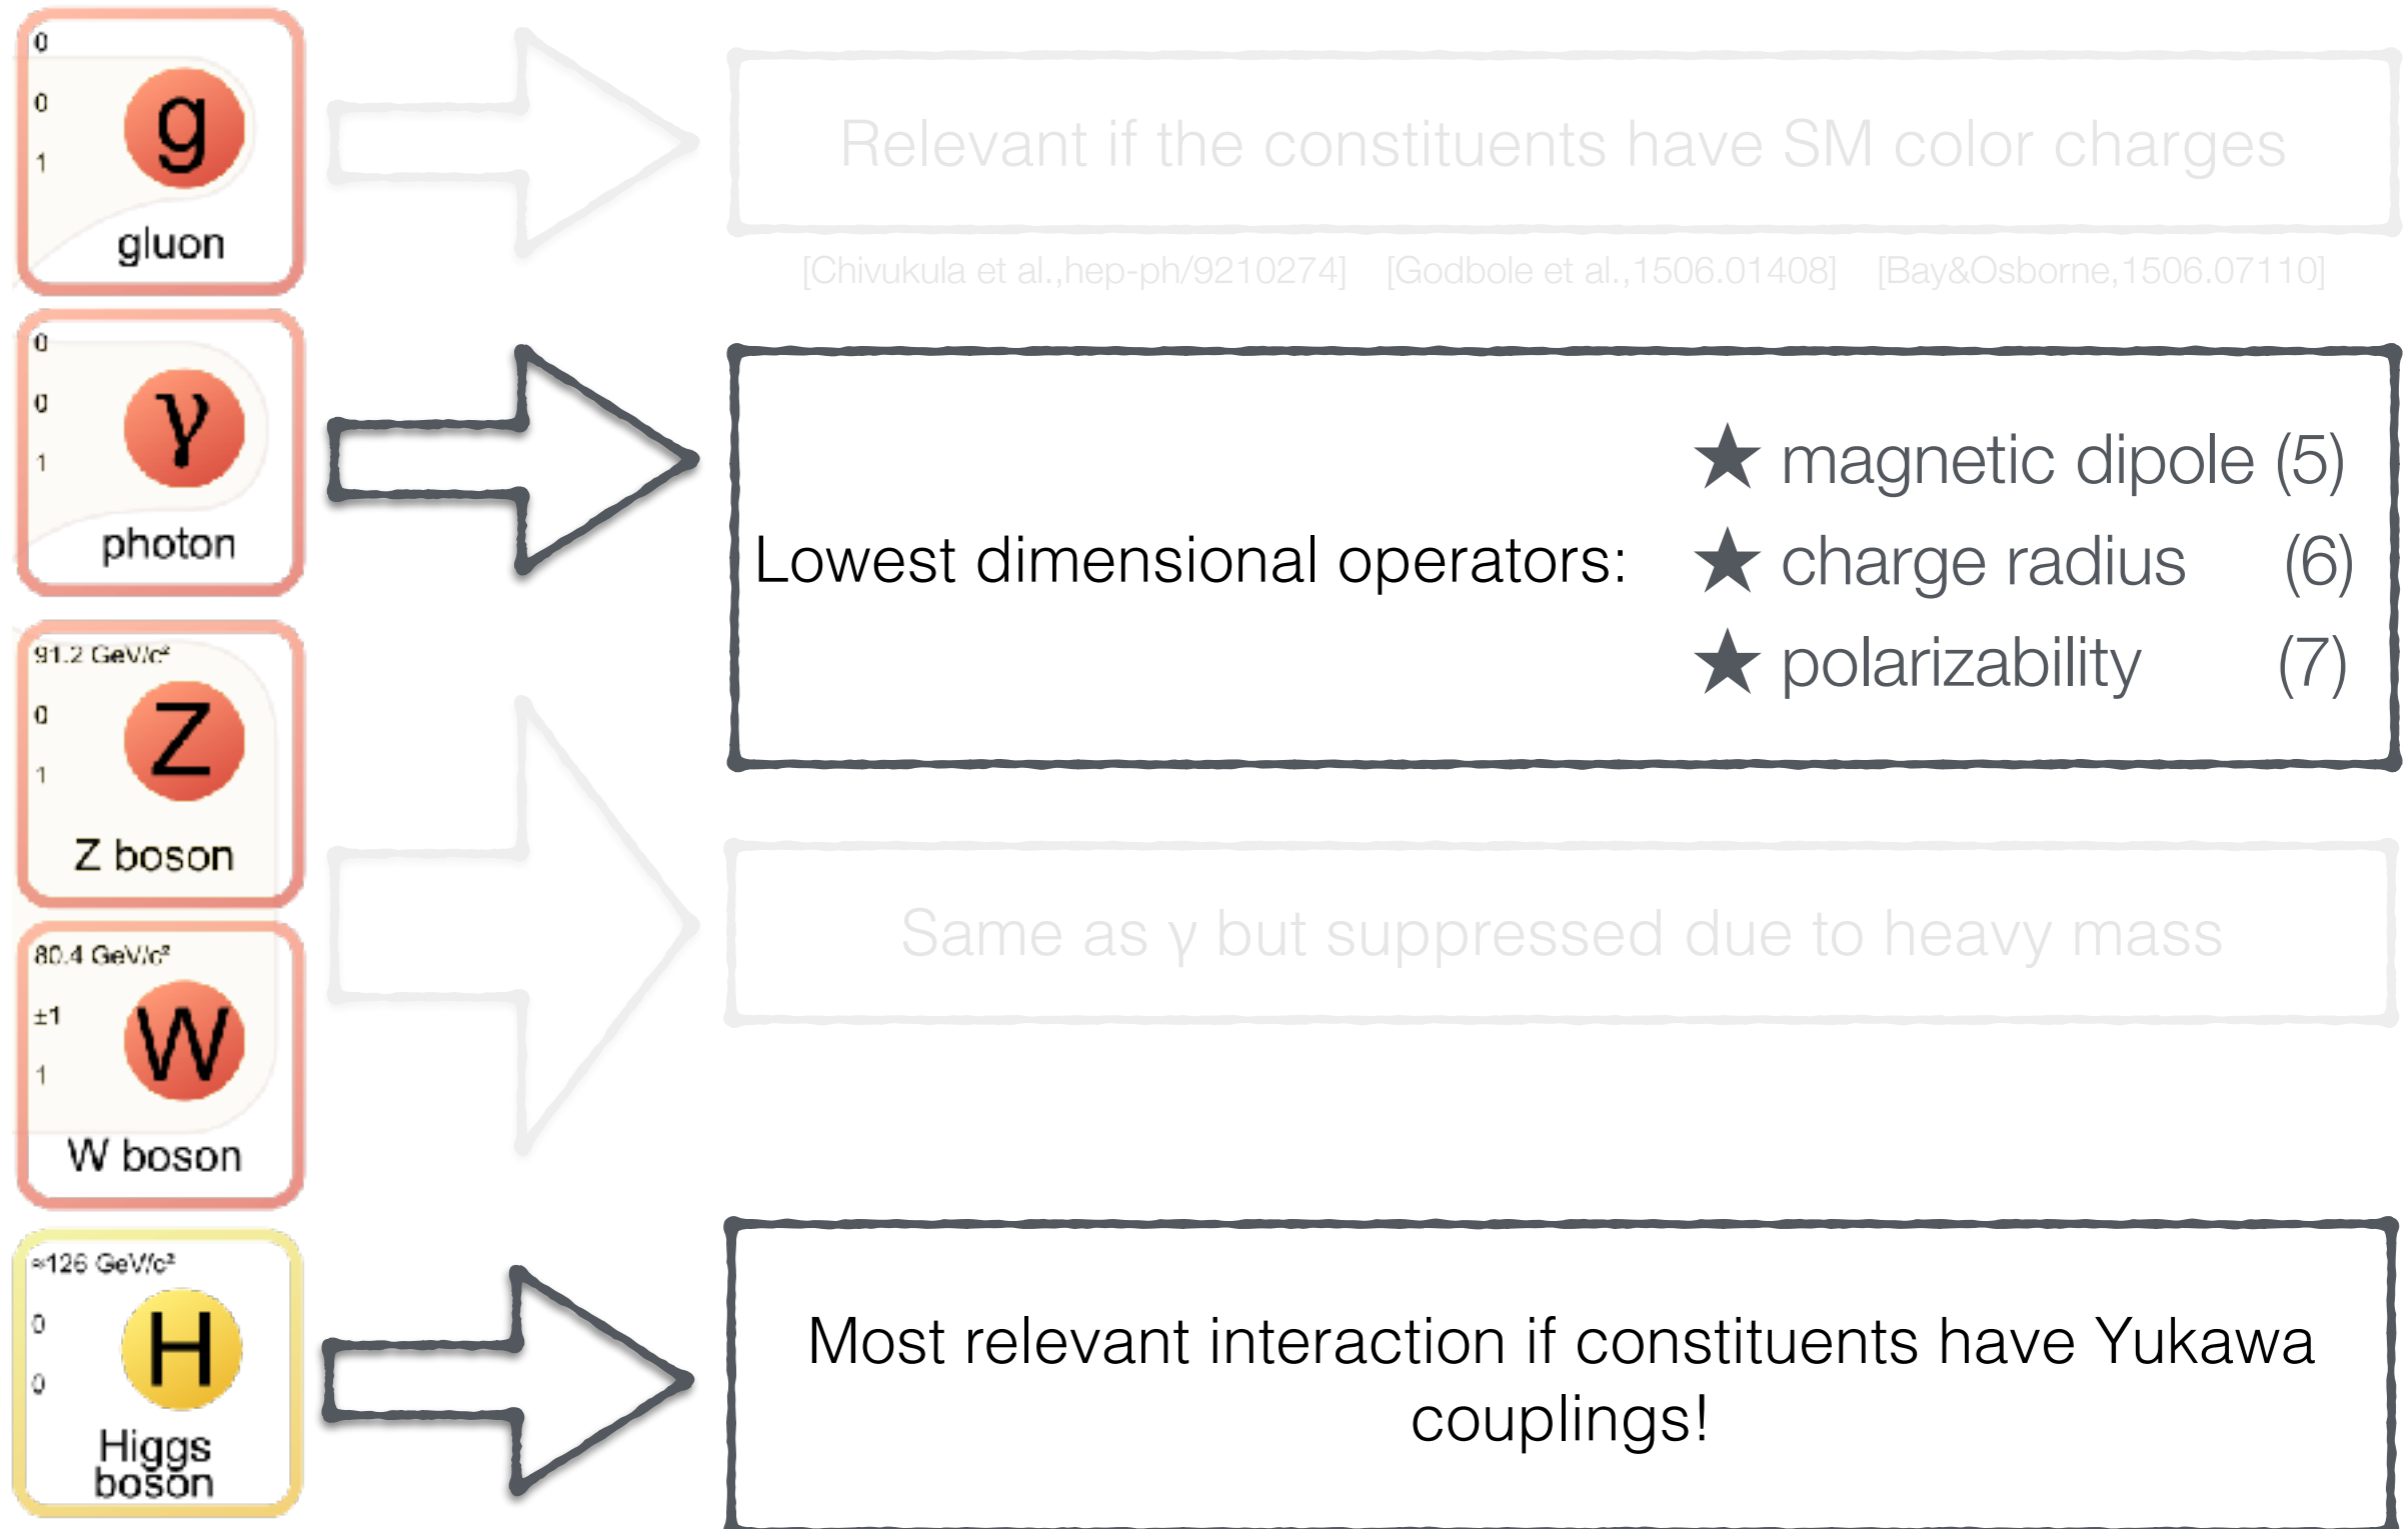 0
0
1
g
gluon
Relevant if the constituents have SM color charges
[Chivukula et al.,hep-ph/9210274] [Godbole et al.,1506.01408] [Bay&Osborne,1506.07110]
0
0
1
γ
photon
Lowest dimensional operators:
★ magnetic dipole (5)
★ charge radius (6)
★ polarizability (7)
91.2 GeV/c²
0
1
Z
Z boson
80.4 GeV/c²
±1
1
W
W boson
Same as γ but suppressed due to heavy mass
≈126 GeV/c²
0
0
H
Higgs
boson
Most relevant interaction if constituents have Yukawa
couplings!